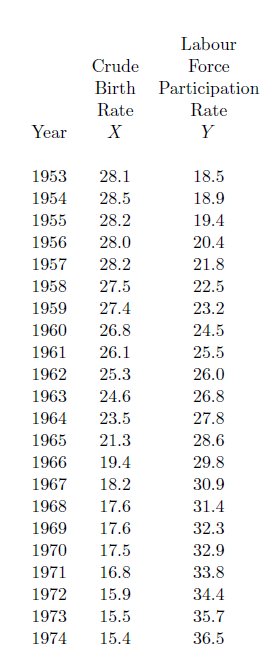 Labour
Crude Force
Birth Participation
Rate Rate
Year X Y
1953 28.1 18.5
1954 28.5 18.9
1955 28.2 19.4
1956 28.0 20.4
1957 28.2 21.8
1958 27.5 22.5
1959 27.4 23.2
1960 26.8 24.5
1961 26.1 25.5
1962 25.3 26.0
1963 24.6 26.8
1964 23.5 27.8
1965 21.3 28.6
1966 19.4 29.8
1967 18.2 30.9
1968 17.6 31.4
1969 17.6 32.3
1970 17.5 32.9
1971 16.8 33.8
1972 15.9 34.4
1973 15.5 35.7
1974 15.4 36.5